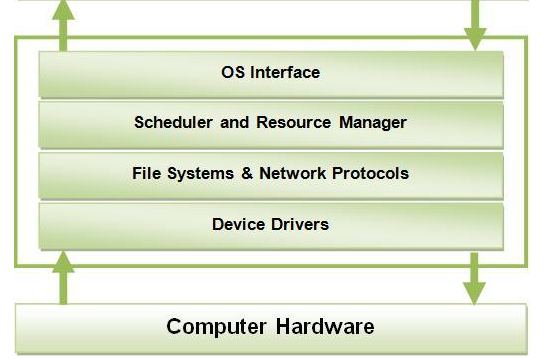 OS Interface
Scheduler and Resource Manager
File Systems & Network Protocols
Device Drivers
Computer Hardware